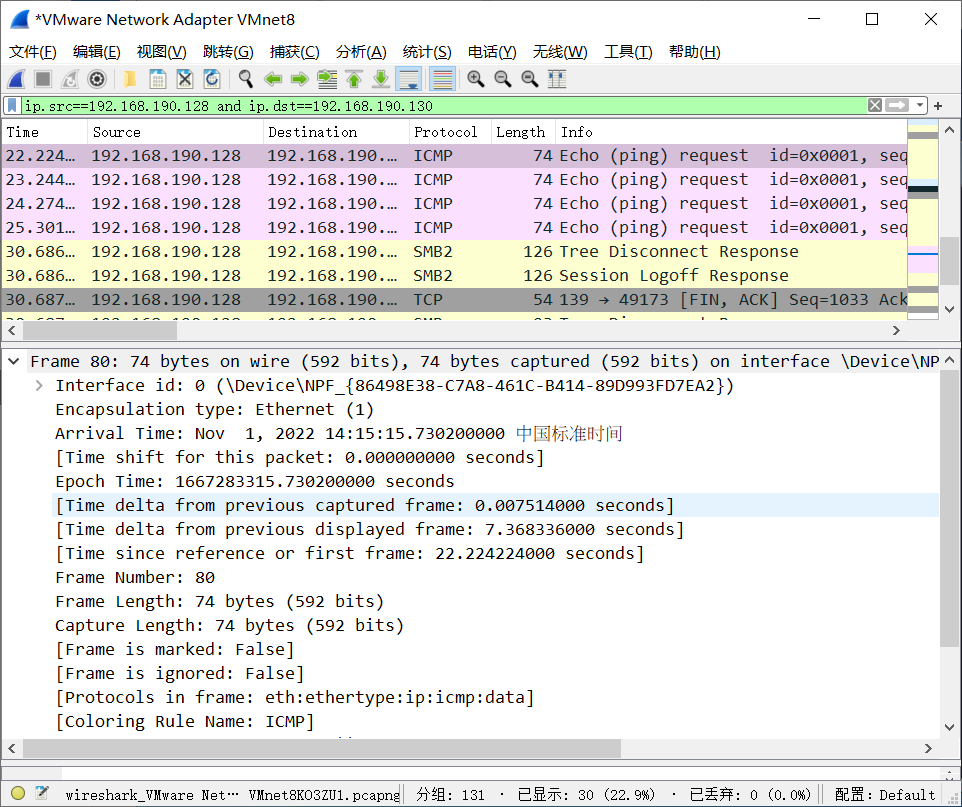 *VMware Network Adapter VMnet8
文件(F) 编辑(E) 视图(V) 跳转(G) 捕获(C) 分析(A) 统计(S) 电话(Y) 无线(W) 工具(T) 帮助(H)
ip.src==192.168.190.128 and ip.dst==192.168.190.130
Time Source Destination Protocol Length Info
22.224… 192.168.190.128 192.168.190.… ICMP 74 Echo (ping) request id=0x0001, seq
23.244… 192.168.190.128 192.168.190.… ICMP 74 Echo (ping) request id=0x0001, seq
24.274… 192.168.190.128 192.168.190.… ICMP 74 Echo (ping) request id=0x0001, seq
25.301… 192.168.190.128 192.168.190.… ICMP 74 Echo (ping) request id=0x0001, seq
30.686… 192.168.190.128 192.168.190.… SMB2 126 Tree Disconnect Response
30.686… 192.168.190.128 192.168.190.… SMB2 126 Session Logoff Response
30.687… 192.168.190.128 192.168.190.… TCP 54 139 → 49173 [FIN, ACK] Seq=1033 Ack
Frame 80: 74 bytes on wire (592 bits), 74 bytes captured (592 bits) on interface \Device\NP
Interface id: 0 (\Device\NPF_{86498E38-C7A8-461C-B414-89D993FD7EA2})
Encapsulation type: Ethernet (1)
Arrival Time: Nov  1, 2022 14:15:15.730200000 中国标准时间
[Time shift for this packet: 0.000000000 seconds]
Epoch Time: 1667283315.730200000 seconds
[Time delta from previous captured frame: 0.007514000 seconds]
[Time delta from previous displayed frame: 7.368336000 seconds]
[Time since reference or first frame: 22.224224000 seconds]
Frame Number: 80
Frame Length: 74 bytes (592 bits)
Capture Length: 74 bytes (592 bits)
[Frame is marked: False]
[Frame is ignored: False]
[Protocols in frame: eth:ethertype:ip:icmp:data]
[Coloring Rule Name: ICMP]
wireshark_VMware Net… VMnet8KO3ZU1.pcapng 分组: 131 · 已显示: 30 (22.9%) · 已丢弃: 0 (0.0%) 配置: Default